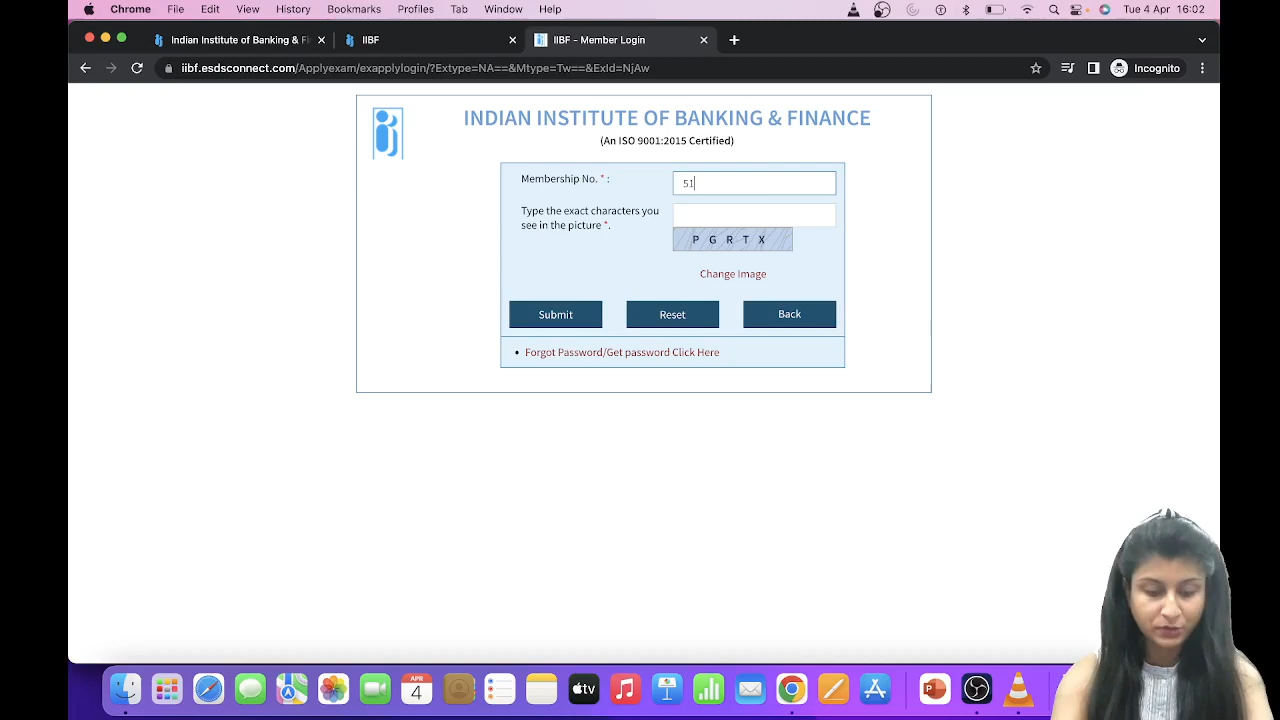 Chrome File Edit View History Bookmarks Profiles Tab Window Help Tue 4 Apr 16:02
Indian Institute of Banking & Fi IIBF IIBF - Member Login
iibf.esdsconnect.com/Applyexam/exapplylogin/?Extype=NA==&Mtype=Tw==&ExId=NjAw Incognito
INDIAN INSTITUTE OF BANKING & FINANCE
(An ISO 9001:2015 Certified)
Membership No. * : 51
Type the exact characters you
see in the picture *.
P G R T X
Change Image
Submit Reset Back
• Forgot Password/Get password Click Here
APR
4
tv